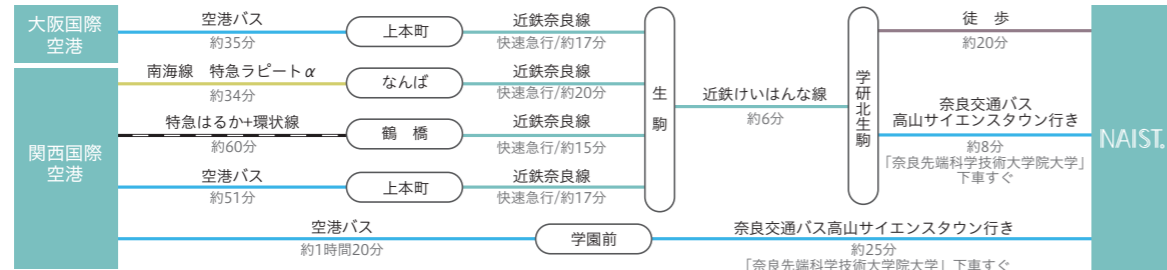 大阪国際
空港
空港バス
約35分
上本町
近鉄奈良線
快速急行/約17分
関西国際
空港
南海線　特急ラピートα
約34分
なんば
近鉄奈良線
快速急行/約20分
特急はるか+環状線
約60分
鶴　橋
近鉄奈良線
快速急行/約15分
空港バス
約51分
上本町
近鉄奈良線
快速急行/約17分
生駒
近鉄けいはんな線
約6分
学研北生駒
徒　歩
約20分
奈良交通バス
高山サイエンスタウン行き
約8分
「奈良先端科学技術大学院大学」
下車すぐ
空港バス
約1時間20分
学園前
奈良交通バス高山サイエンスタウン行き
約25分
「奈良先端科学技術大学院大学」下車すぐ
NAIST.